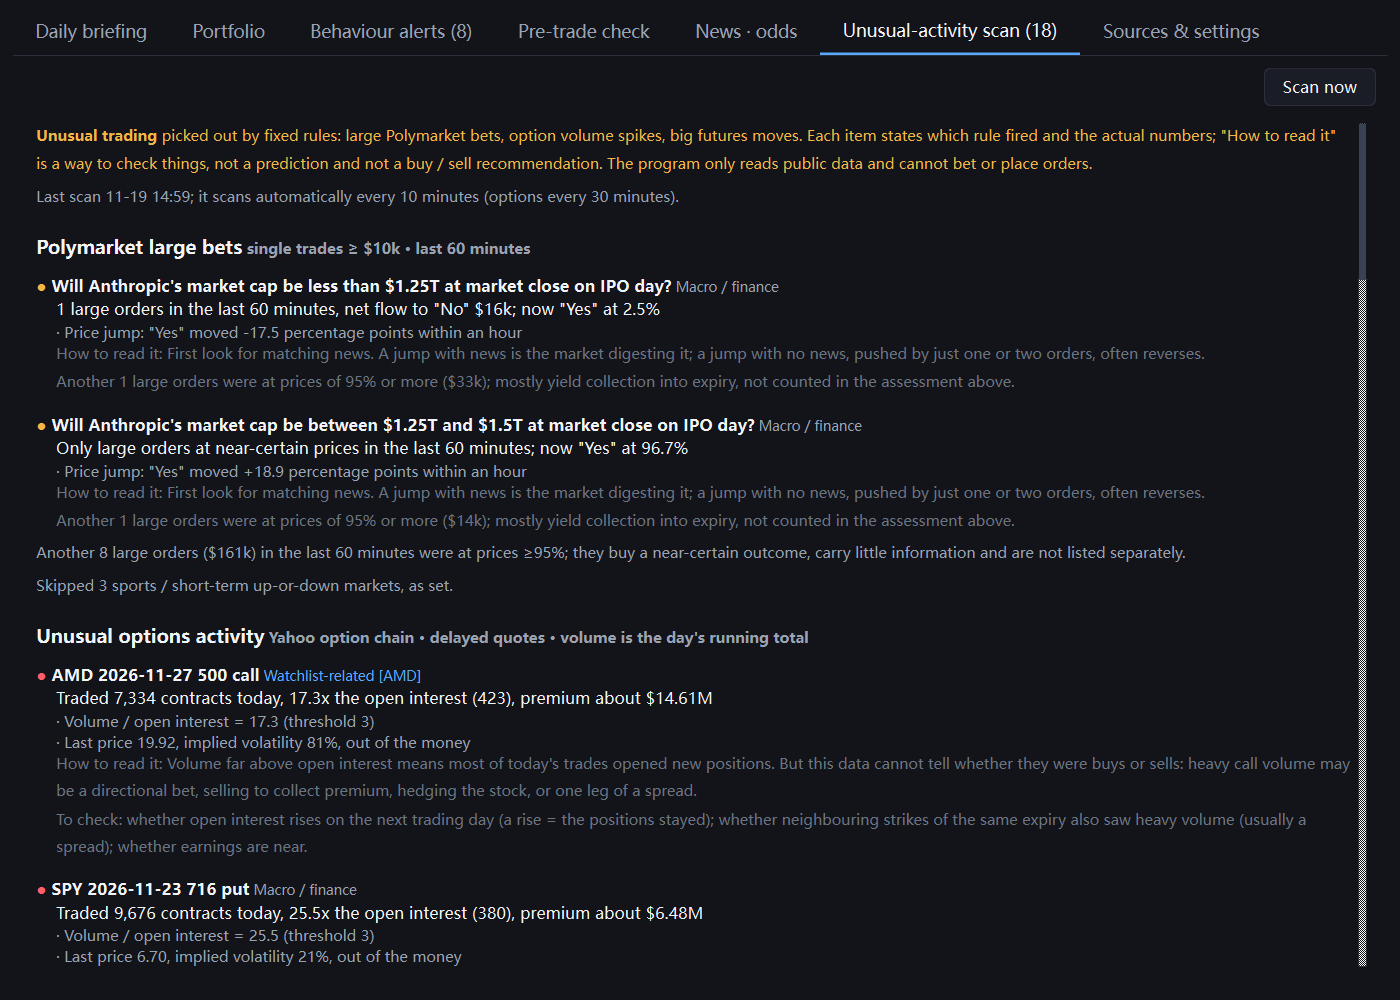 Daily briefing Portfolio Behaviour alerts (8) Pre-trade check News · odds Unusual-activity scan (18) Sources & settings
Scan now
Unusual trading picked out by fixed rules: large Polymarket bets, option volume spikes, big futures moves. Each item states which rule fired and the actual numbers; "How to read it"
is a way to check things, not a prediction and not a buy / sell recommendation. The program only reads public data and cannot bet or place orders.
Last scan 11-19 14:59; it scans automatically every 10 minutes (options every 30 minutes).
Polymarket large bets single trades ≥ $10k • last 60 minutes
● Will Anthropic's market cap be less than $1.25T at market close on IPO day? Macro / finance
1 large orders in the last 60 minutes, net flow to "No" $16k; now "Yes" at 2.5%
· Price jump: "Yes" moved -17.5 percentage points within an hour
How to read it: First look for matching news. A jump with news is the market digesting it; a jump with no news, pushed by just one or two orders, often reverses.
Another 1 large orders were at prices of 95% or more ($33k); mostly yield collection into expiry, not counted in the assessment above.
● Will Anthropic's market cap be between $1.25T and $1.5T at market close on IPO day? Macro / finance
Only large orders at near-certain prices in the last 60 minutes; now "Yes" at 96.7%
· Price jump: "Yes" moved +18.9 percentage points within an hour
How to read it: First look for matching news. A jump with news is the market digesting it; a jump with no news, pushed by just one or two orders, often reverses.
Another 1 large orders were at prices of 95% or more ($14k); mostly yield collection into expiry, not counted in the assessment above.
Another 8 large orders ($161k) in the last 60 minutes were at prices ≥95%; they buy a near-certain outcome, carry little information and are not listed separately.
Skipped 3 sports / short-term up-or-down markets, as set.
Unusual options activity Yahoo option chain • delayed quotes • volume is the day's running total
● AMD 2026-11-27 500 call Watchlist-related [AMD]
Traded 7,334 contracts today, 17.3x the open interest (423), premium about $14.61M
· Volume / open interest = 17.3 (threshold 3)
· Last price 19.92, implied volatility 81%, out of the money
How to read it: Volume far above open interest means most of today's trades opened new positions. But this data cannot tell whether they were buys or sells: heavy call volume may
be a directional bet, selling to collect premium, hedging the stock, or one leg of a spread.
To check: whether open interest rises on the next trading day (a rise = the positions stayed); whether neighbouring strikes of the same expiry also saw heavy volume (usually a
spread); whether earnings are near.
● SPY 2026-11-23 716 put Macro / finance
Traded 9,676 contracts today, 25.5x the open interest (380), premium about $6.48M
· Volume / open interest = 25.5 (threshold 3)
· Last price 6.70, implied volatility 21%, out of the money